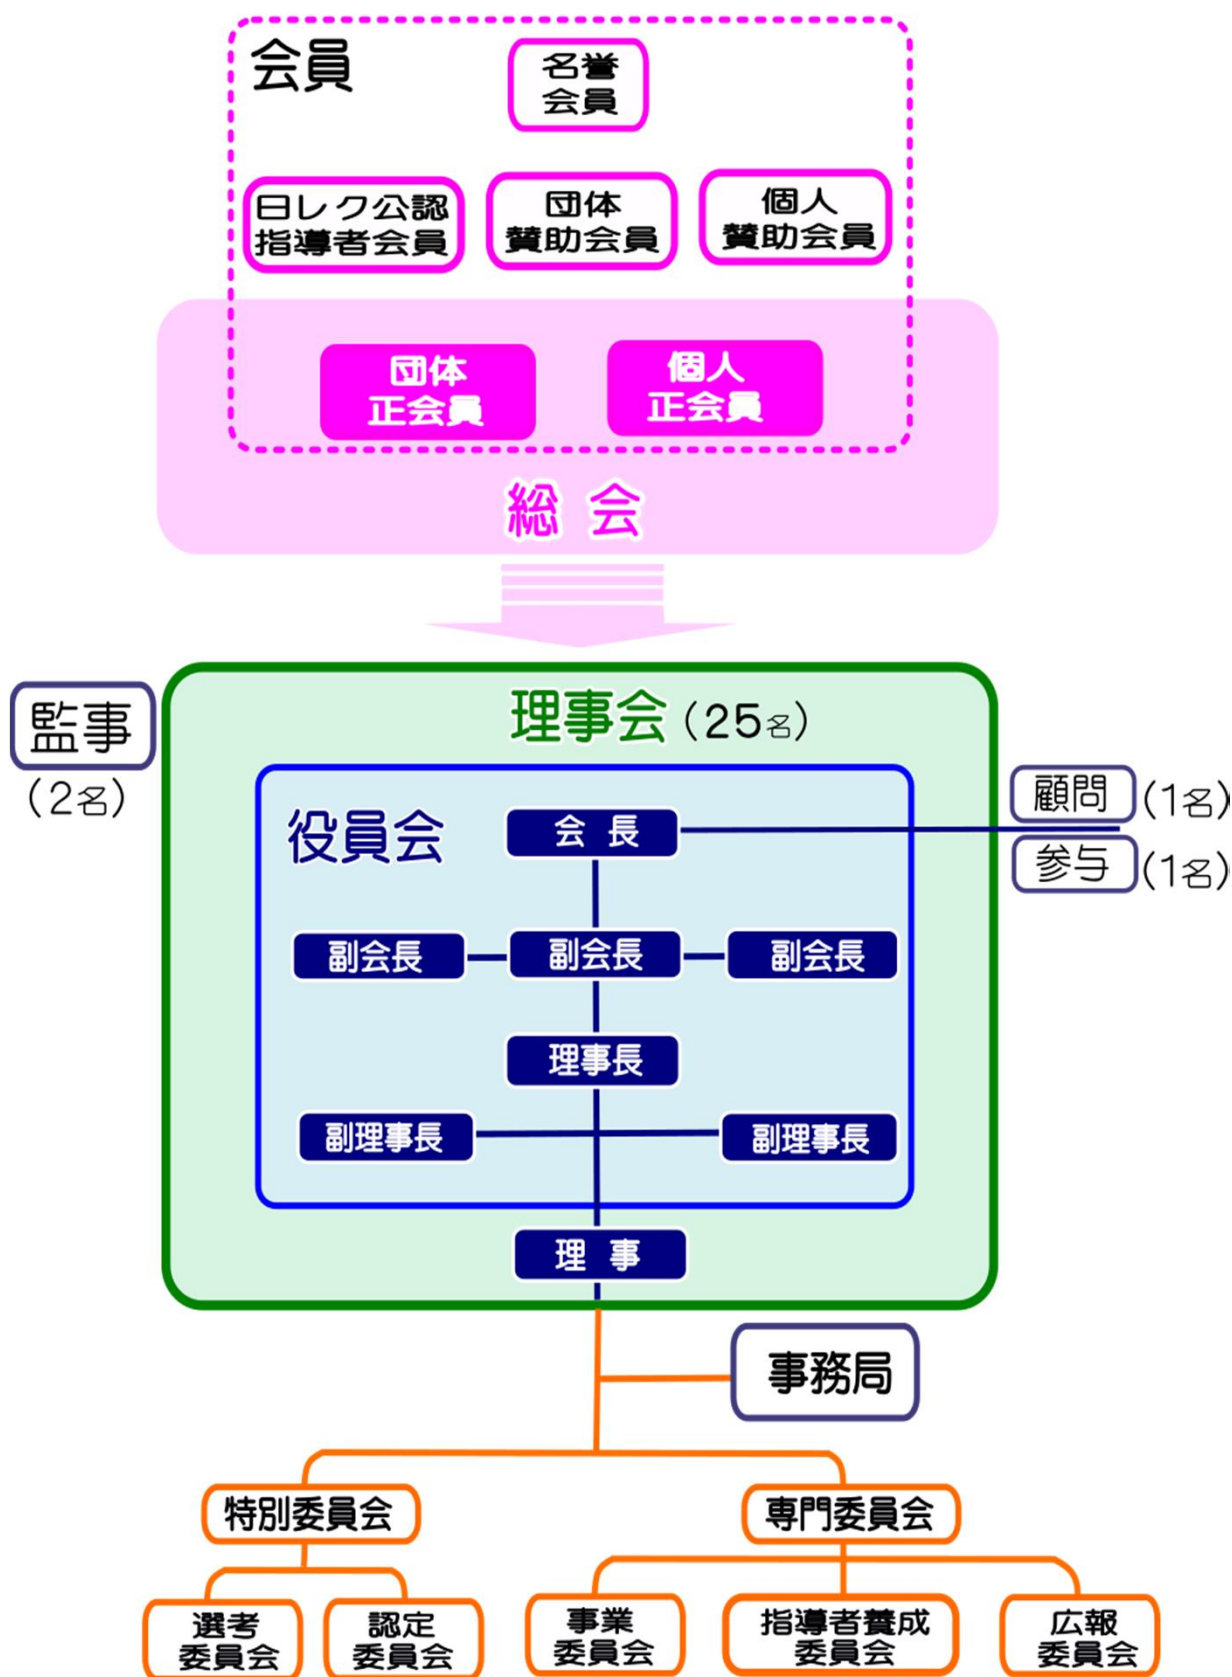 会員
名誉
会員
日レク公認
指導者会員
団体
賛助会員
個人
賛助会員
団体
正会員
個人
正会員
総会
監事
(2名)
理事会(25名)
役員会
会長
顧問(1名)
参与(1名)
副会長
副会長
副会長
理事長
副理事長
副理事長
理事
事務局
特別委員会
専門委員会
選考
委員会
認定
委員会
事業
委員会
指導者養成
委員会
広報
委員会